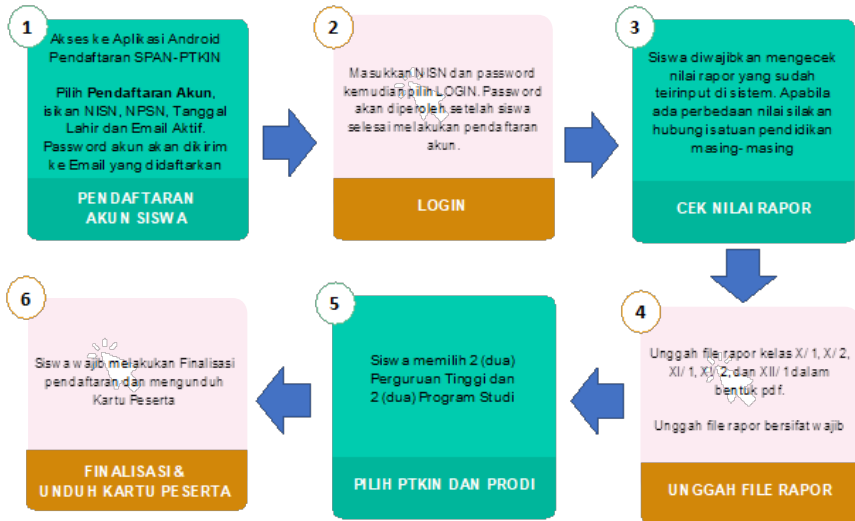 1
Akses ke Aplikasi Android
Pendaftaran SPAN-PTKIN
Pilih Pendaftaran Akun,
isikan NISN, NPSN, Tanggal
Lahir dan Email Aktif.
Password akun akan dikirim
ke Email yang didaftarkan
PENDAFTARAN
AKUN SISWA
2
Masukkan NISN dan password
kemudian pilih LOGIN. Password
akan diperoleh setelah siswa
selesai melakukan pendaftaran
akun.
LOGIN
3
Siswa diwajibkan mengecek
nilai rapor yang sudah
teirinput di sistem. Apabila
ada perbedaan nilai silakan
hubungi satuan pendidikan
masing-masing
CEK NILAI RAPOR
4
Unggah file rapor kelas X/1, X/2,
XI/1, XI/2, dan XII/1 dalam
bentuk pdf.
Unggah file rapor bersifat wajib
UNGGAH FILE RAPOR
5
Siswa memilih 2 (dua)
Perguruan Tinggi dan
2 (dua) Program Studi
PILIH PTKIN DAN PRODI
6
Siswa wajib melakukan Finalisasi
pendaftaran dan mengunduh
Kartu Peserta
FINALISASI &
UNDUH KARTU PESERTA